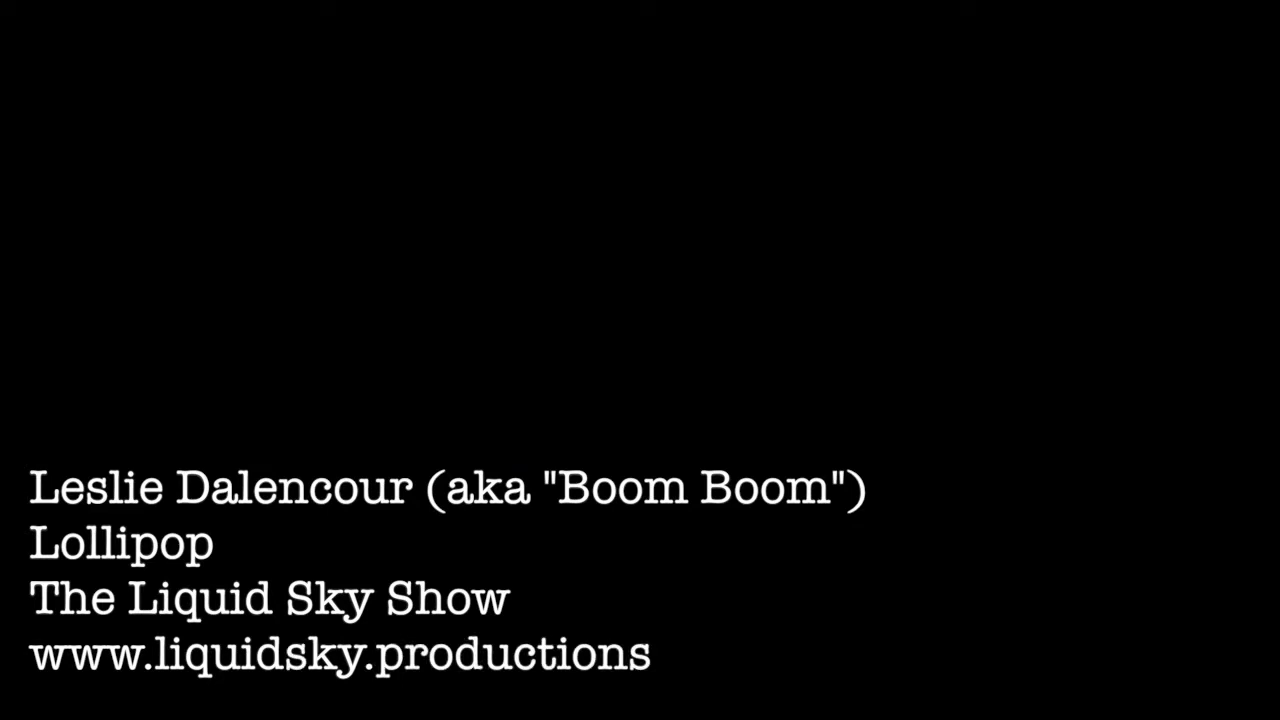 Leslie Dalencour (aka "Boom Boom")
Lollipop
The Liquid Sky Show
www.liquidsky.productions